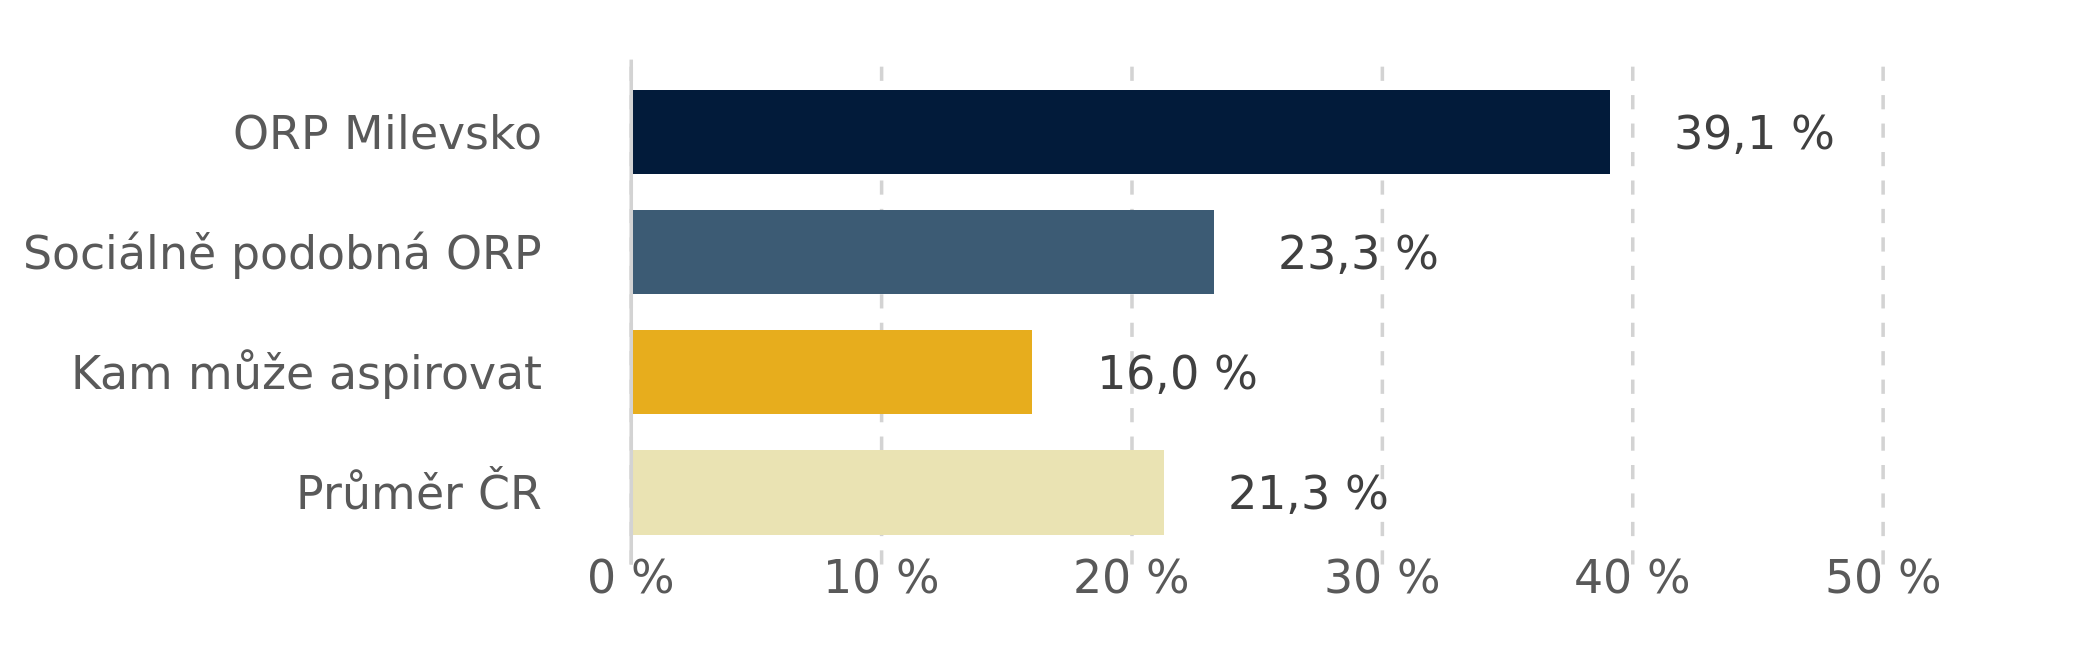 ORP Milevsko
39,1 %
Sociálně podobná ORP
23,3 %
Kam může aspirovat
16,0 %
Průměr ČR
21,3 %
0 % 10 % 20 % 30 % 40 % 50 %